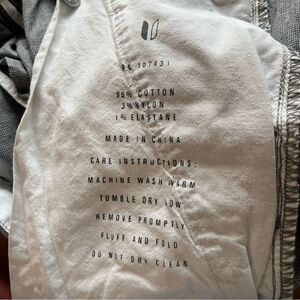 RN 107431
96% COTTON
3% NYLON
1% ELASTANE
MADE IN CHINA
CARE INSTRUCTIONS:
MACHINE WASH WARM
TUMBLE DRY LOW
REMOVE PROMPTLY
FLUFF AND FOLD
DO NOT DRY CLEAN